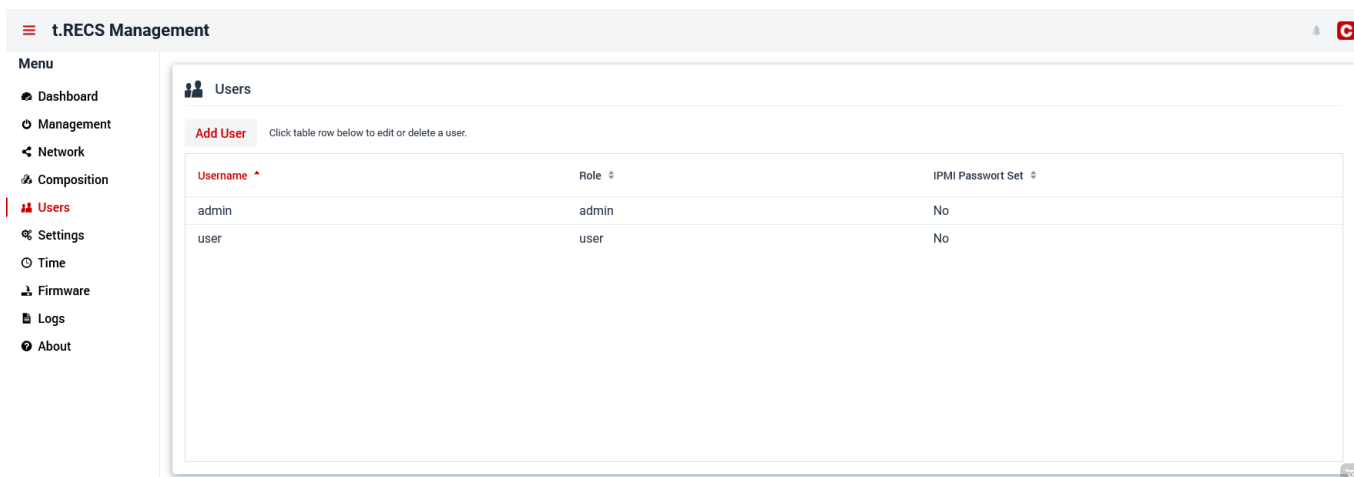 t.RECS Management
C
Menu
Dashboard
Management
Network
Composition
Users
Settings
Time
Firmware
Logs
About
Users
Add User Click table row below to edit or delete a user.
Username Role IPMI Passwort Set
admin admin No
user user No